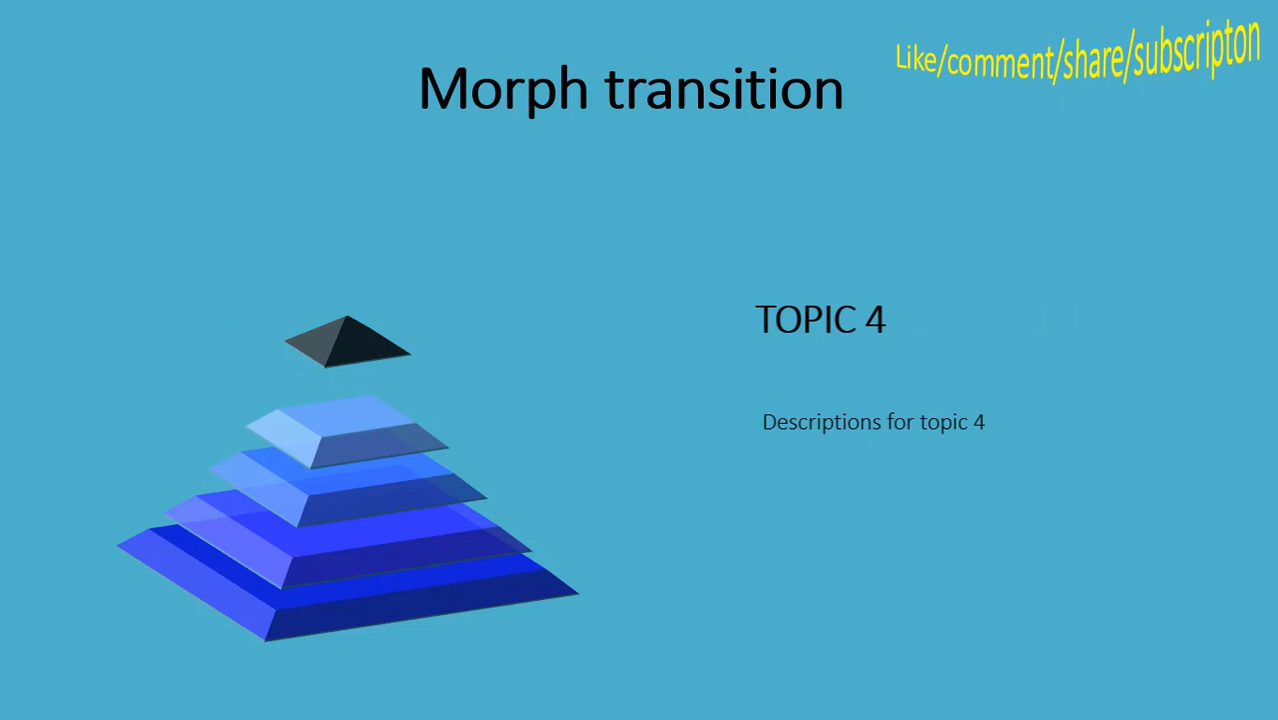 Like/comment/share/subscripton
Morph transition
TOPIC 4
Descriptions for topic 4